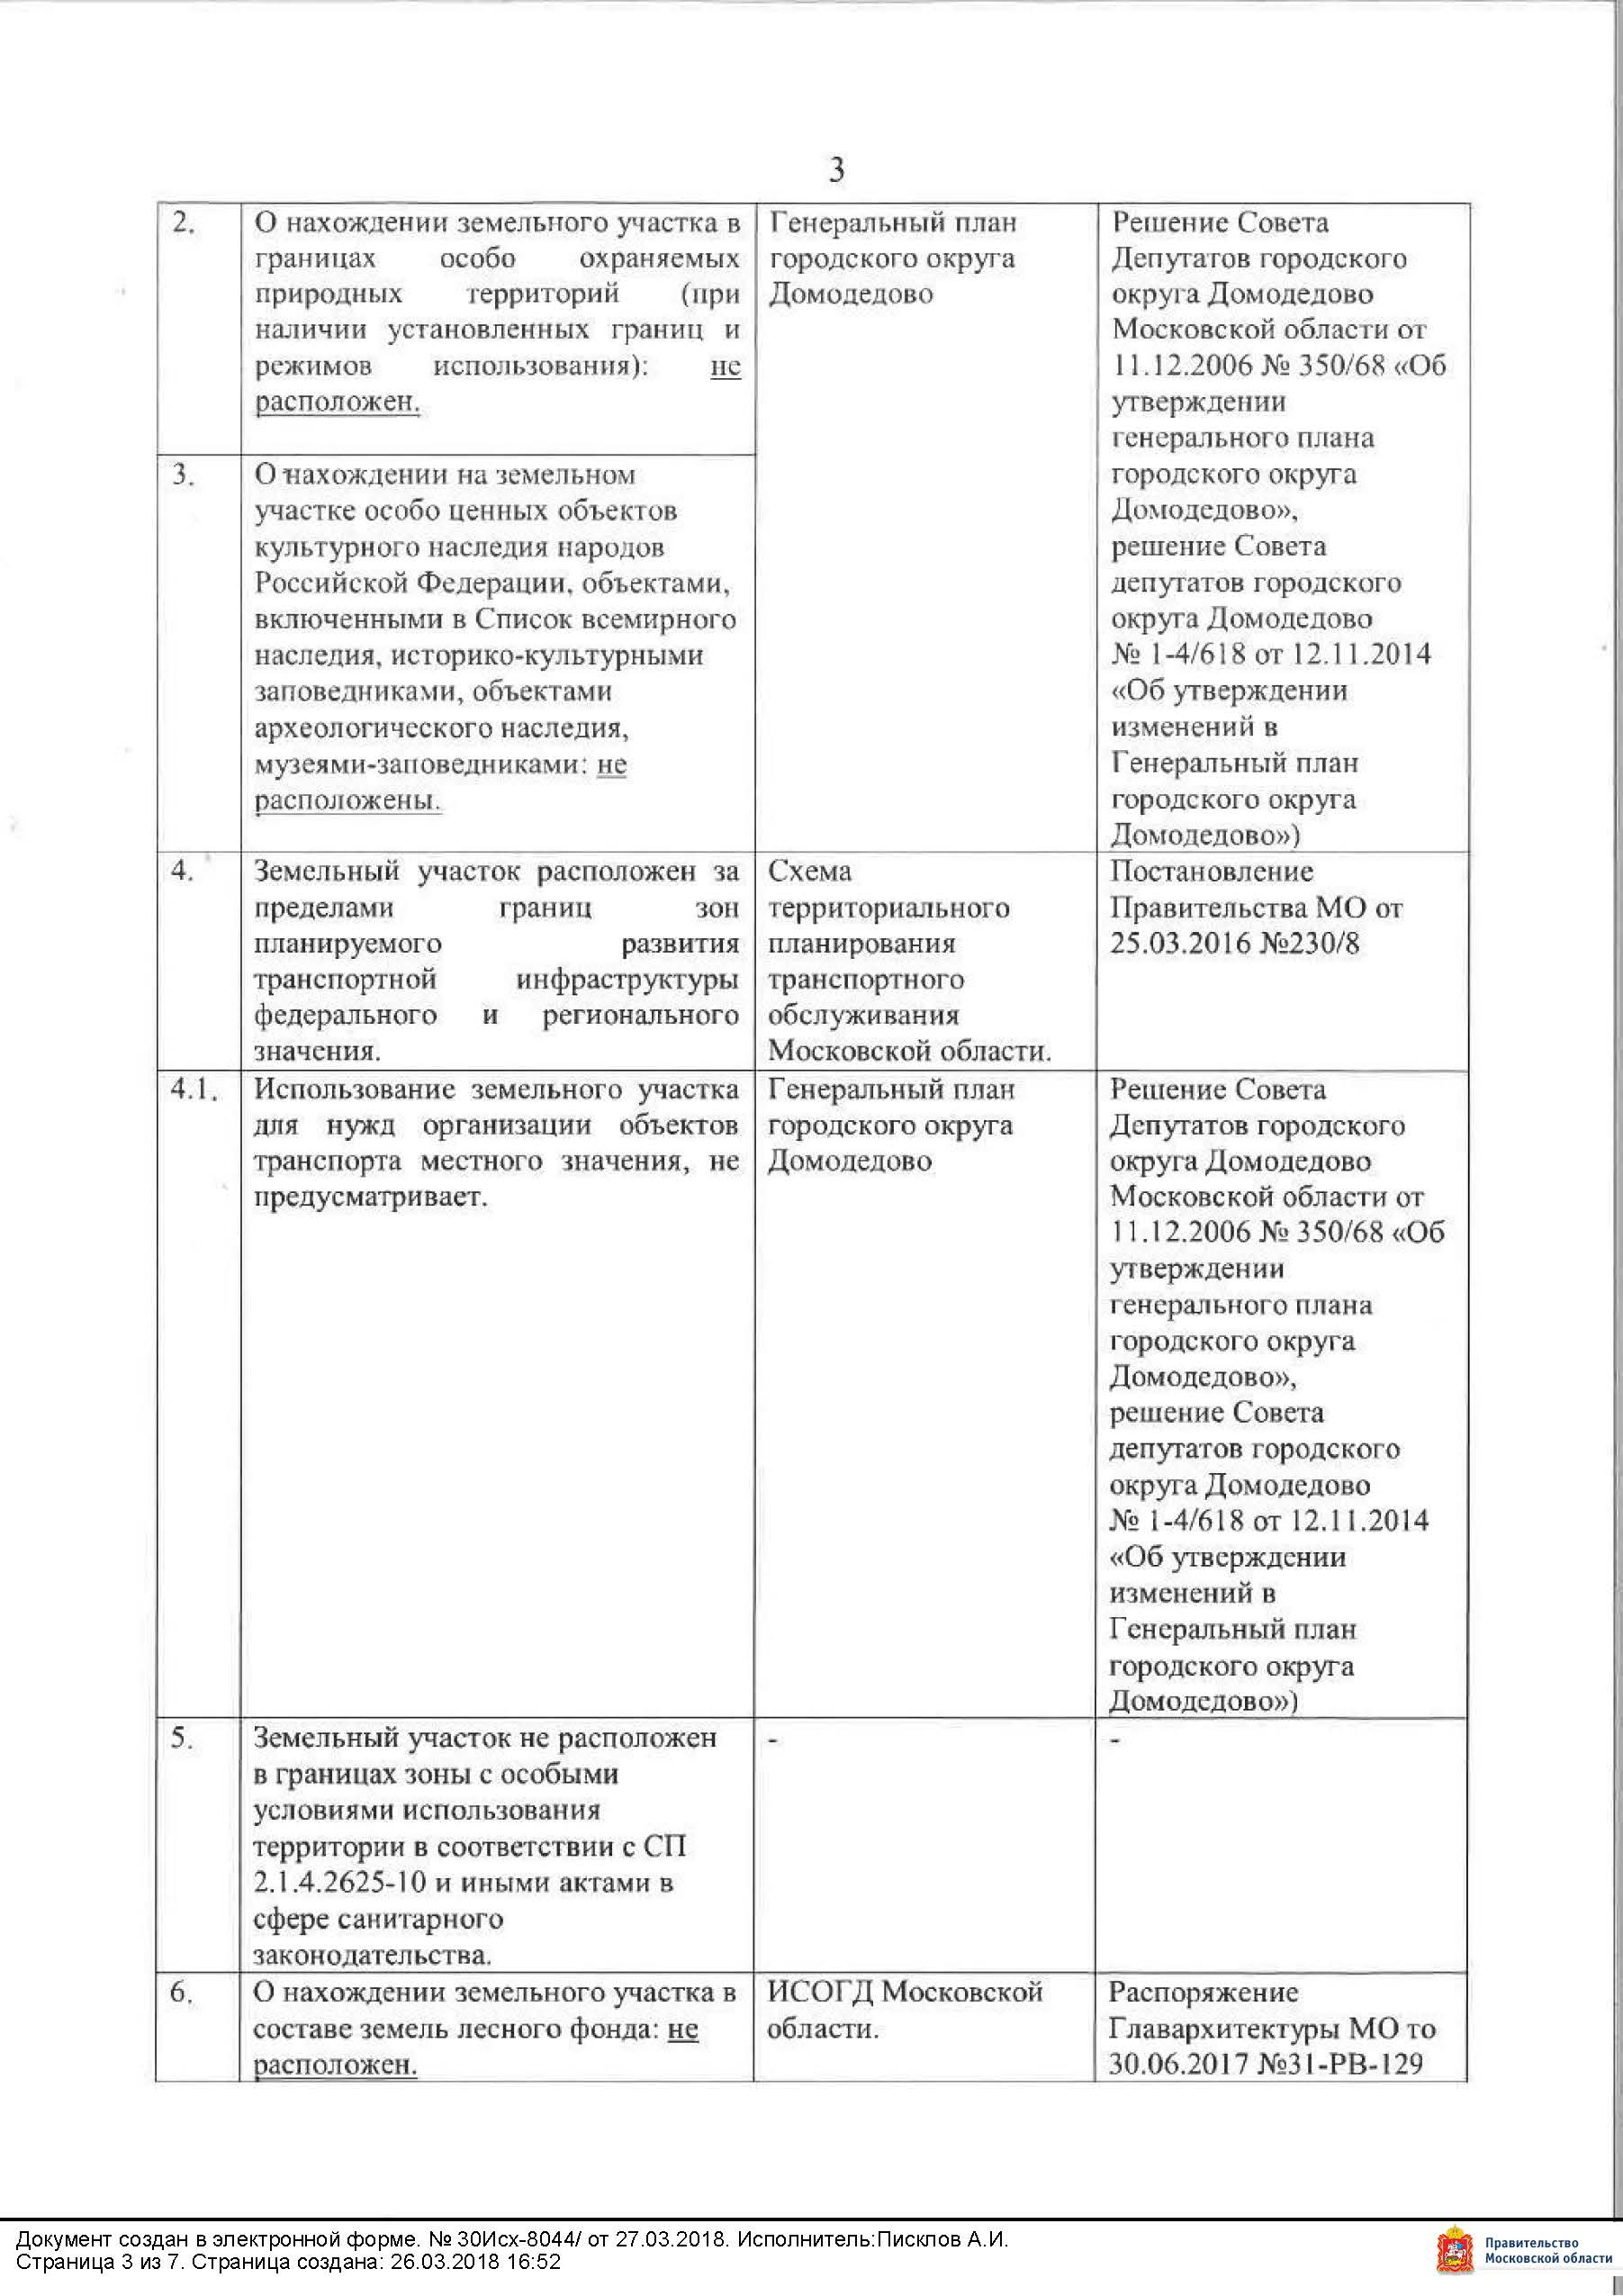 3
2.
О нахождении земельного участка в
границах особо охраняемых
природных территорий (при
наличии установленных границ и
режимов использования): не
расположен.
Генеральный план
городского округа
Домодедово
Решение Совета
Депутатов городского
округа Домодедово
Московской области от
11.12.2006 № 350/68 «Об
утверждении
генерального плана
городского округа
Домодедово»,
решение Совета
депутатов городского
округа Домодедово
№ 1-4/618 от 12.11.2014
«Об утверждении
изменений в
Генеральный план
городского округа
Домодедово»)
3.
О нахождении на земельном
участке особо ценных объектов
культурного наследия народов
Российской Федерации, объектами,
включенными в Список всемирного
наследия, историко-культурными
заповедниками, объектами
археологического наследия,
музеями-заповедниками: не
расположены.
4.
Земельный участок расположен за
пределами границ зон
планируемого развития
транспортной инфраструктуры
федерального и регионального
значения.
Схема
территориального
планирования
транспортного
обслуживания
Московской области.
Постановление
Правительства МО от
25.03.2016 №230/8
4.1.
Использование земельного участка
для нужд организации объектов
транспорта местного значения, не
предусматривает.
Генеральный план
городского округа
Домодедово
Решение Совета
Депутатов городского
округа Домодедово
Московской области от
11.12.2006 № 350/68 «Об
утверждении
генерального плана
городского округа
Домодедово»,
решение Совета
депутатов городского
округа Домодедово
№ 1-4/618 от 12.11.2014
«Об утверждении
изменений в
Генеральный план
городского округа
Домодедово»)
5.
Земельный участок не расположен
в границах зоны с особыми
условиями использования
территории в соответствии с СП
2.1.4.2625-10 и иными актами в
сфере санитарного
законодательства.
-
-
6.
О нахождении земельного участка в
составе земель лесного фонда: не
расположен.
ИСОГД Московской
области.
Распоряжение
Главархитектуры МО то
30.06.2017 №31-РВ-129
Документ создан в электронной форме. № 30Исх-8044/ от 27.03.2018. Исполнитель:Писклов А.И.
Страница 3 из 7. Страница создана: 26.03.2018 16:52
Правительство
Московской области